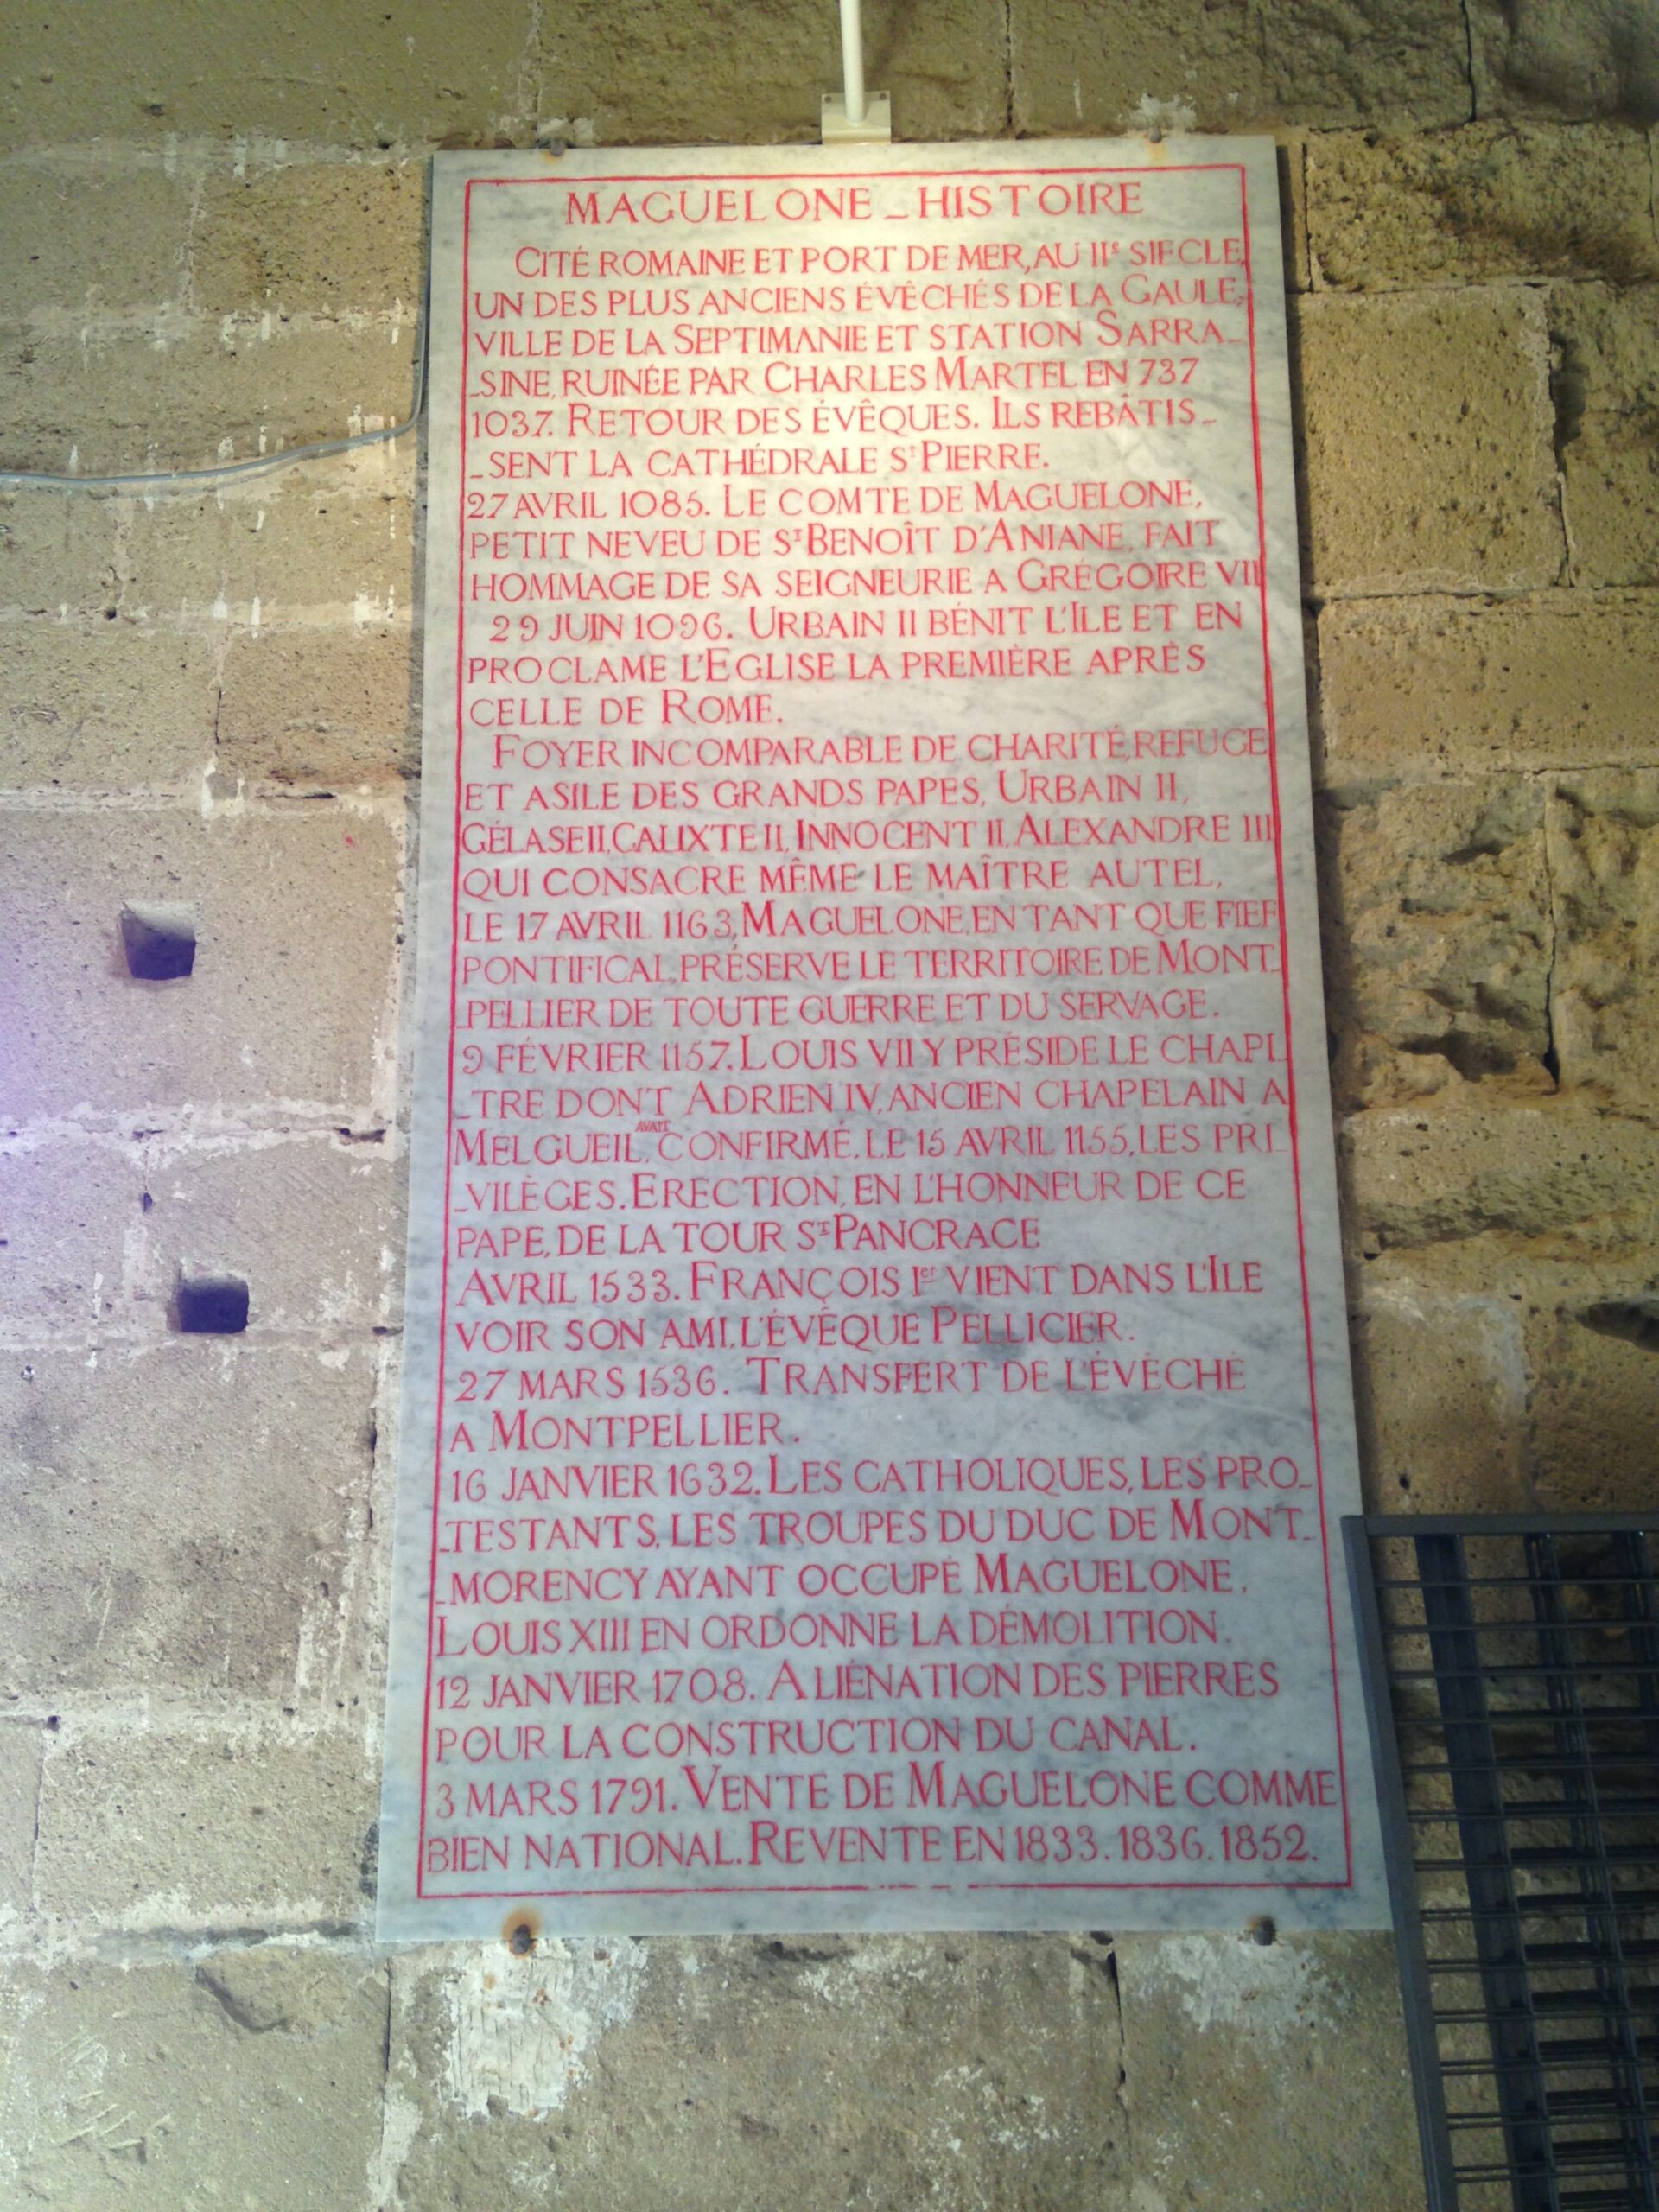 MAGUELONE_HISTOIRE
CITÉ ROMAINE ET PORT DE MER, AU IIe SIECLE,
UN DES PLUS ANCIENS ÉVÊCHÉS DE LA GAULE,
VILLE DE LA SEPTIMANIE ET STATION SARRA_
_SINE, RUINÉE PAR CHARLES MARTEL EN 737
1037. RETOUR DES ÉVÊQUES. ILS REBÂTIS_
_SENT LA CATHÉDRALE ST PIERRE.
27 AVRIL 1085. LE COMTE DE MAGUELONE,
PETIT NEVEU DE ST BENOÎT D'ANIANE, FAIT
HOMMAGE DE SA SEIGNEURIE A GRÉGOIRE VII
29 JUIN 1096. URBAIN II BÉNIT L'ILE ET EN
PROCLAME L'EGLISE LA PREMIÈRE APRÈS
CELLE DE ROME.
FOYER INCOMPARABLE DE CHARITÉ, REFUGE
ET ASILE DES GRANDS PAPES, URBAIN II,
GÉLASE II, CALIXTE II, INNOCENT II, ALEXANDRE III
QUI CONSACRE MÊME LE MAÎTRE AUTEL,
LE 17 AVRIL 1163, MAGUELONE, EN TANT QUE FIEF
PONTIFICAL, PRÉSERVE LE TERRITOIRE DE MONT_
_PELLIER DE TOUTE GUERRE ET DU SERVAGE.
9 FÉVRIER 1157. LOUIS VII Y PRÉSIDE LE CHAPI_
_TRE DONT ADRIEN IV, ANCIEN CHAPELAIN A
MELGUEIL, AVAIT CONFIRMÉ, LE 15 AVRIL 1155, LES PRI_
_VILÈGES. ERECTION, EN L'HONNEUR DE CE
PAPE, DE LA TOUR ST PANCRACE
AVRIL 1533. FRANÇOIS Ier VIENT DANS L'ÎLE
VOIR SON AMI, L'ÉVÊQUE PELLICIER.
27 MARS 1536. TRANSFERT DE L'ÉVÊCHÉ
A MONTPELLIER.
16 JANVIER 1632. LES CATHOLIQUES, LES PRO_
_TESTANTS, LES TROUPES DU DUC DE MONT_
_MORENCY AYANT OCCUPÉ MAGUELONE,
LOUIS XIII EN ORDONNE LA DÉMOLITION.
12 JANVIER 1708. ALIÉNATION DES PIERRES
POUR LA CONSTRUCTION DU CANAL.
3 MARS 1791. VENTE DE MAGUELONE COMME
BIEN NATIONAL. REVENTE EN 1833. 1836. 1852.